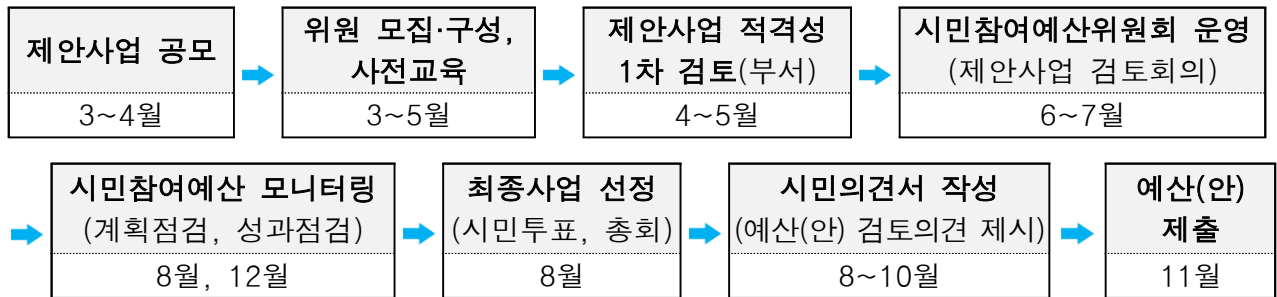 제안사업 공모
3~4월
위원 모집·구성,
사전교육
3~5월
제안사업 적격성
1차 검토(부서)
4~5월
시민참여예산위원회 운영
(제안사업 검토회의)
6~7월
시민참여예산 모니터링
(계획점검, 성과점검)
8월, 12월
최종사업 선정
(시민투표, 총회)
8월
시민의견서 작성
(예산(안) 검토의견 제시)
8~10월
예산(안)
제출
11월